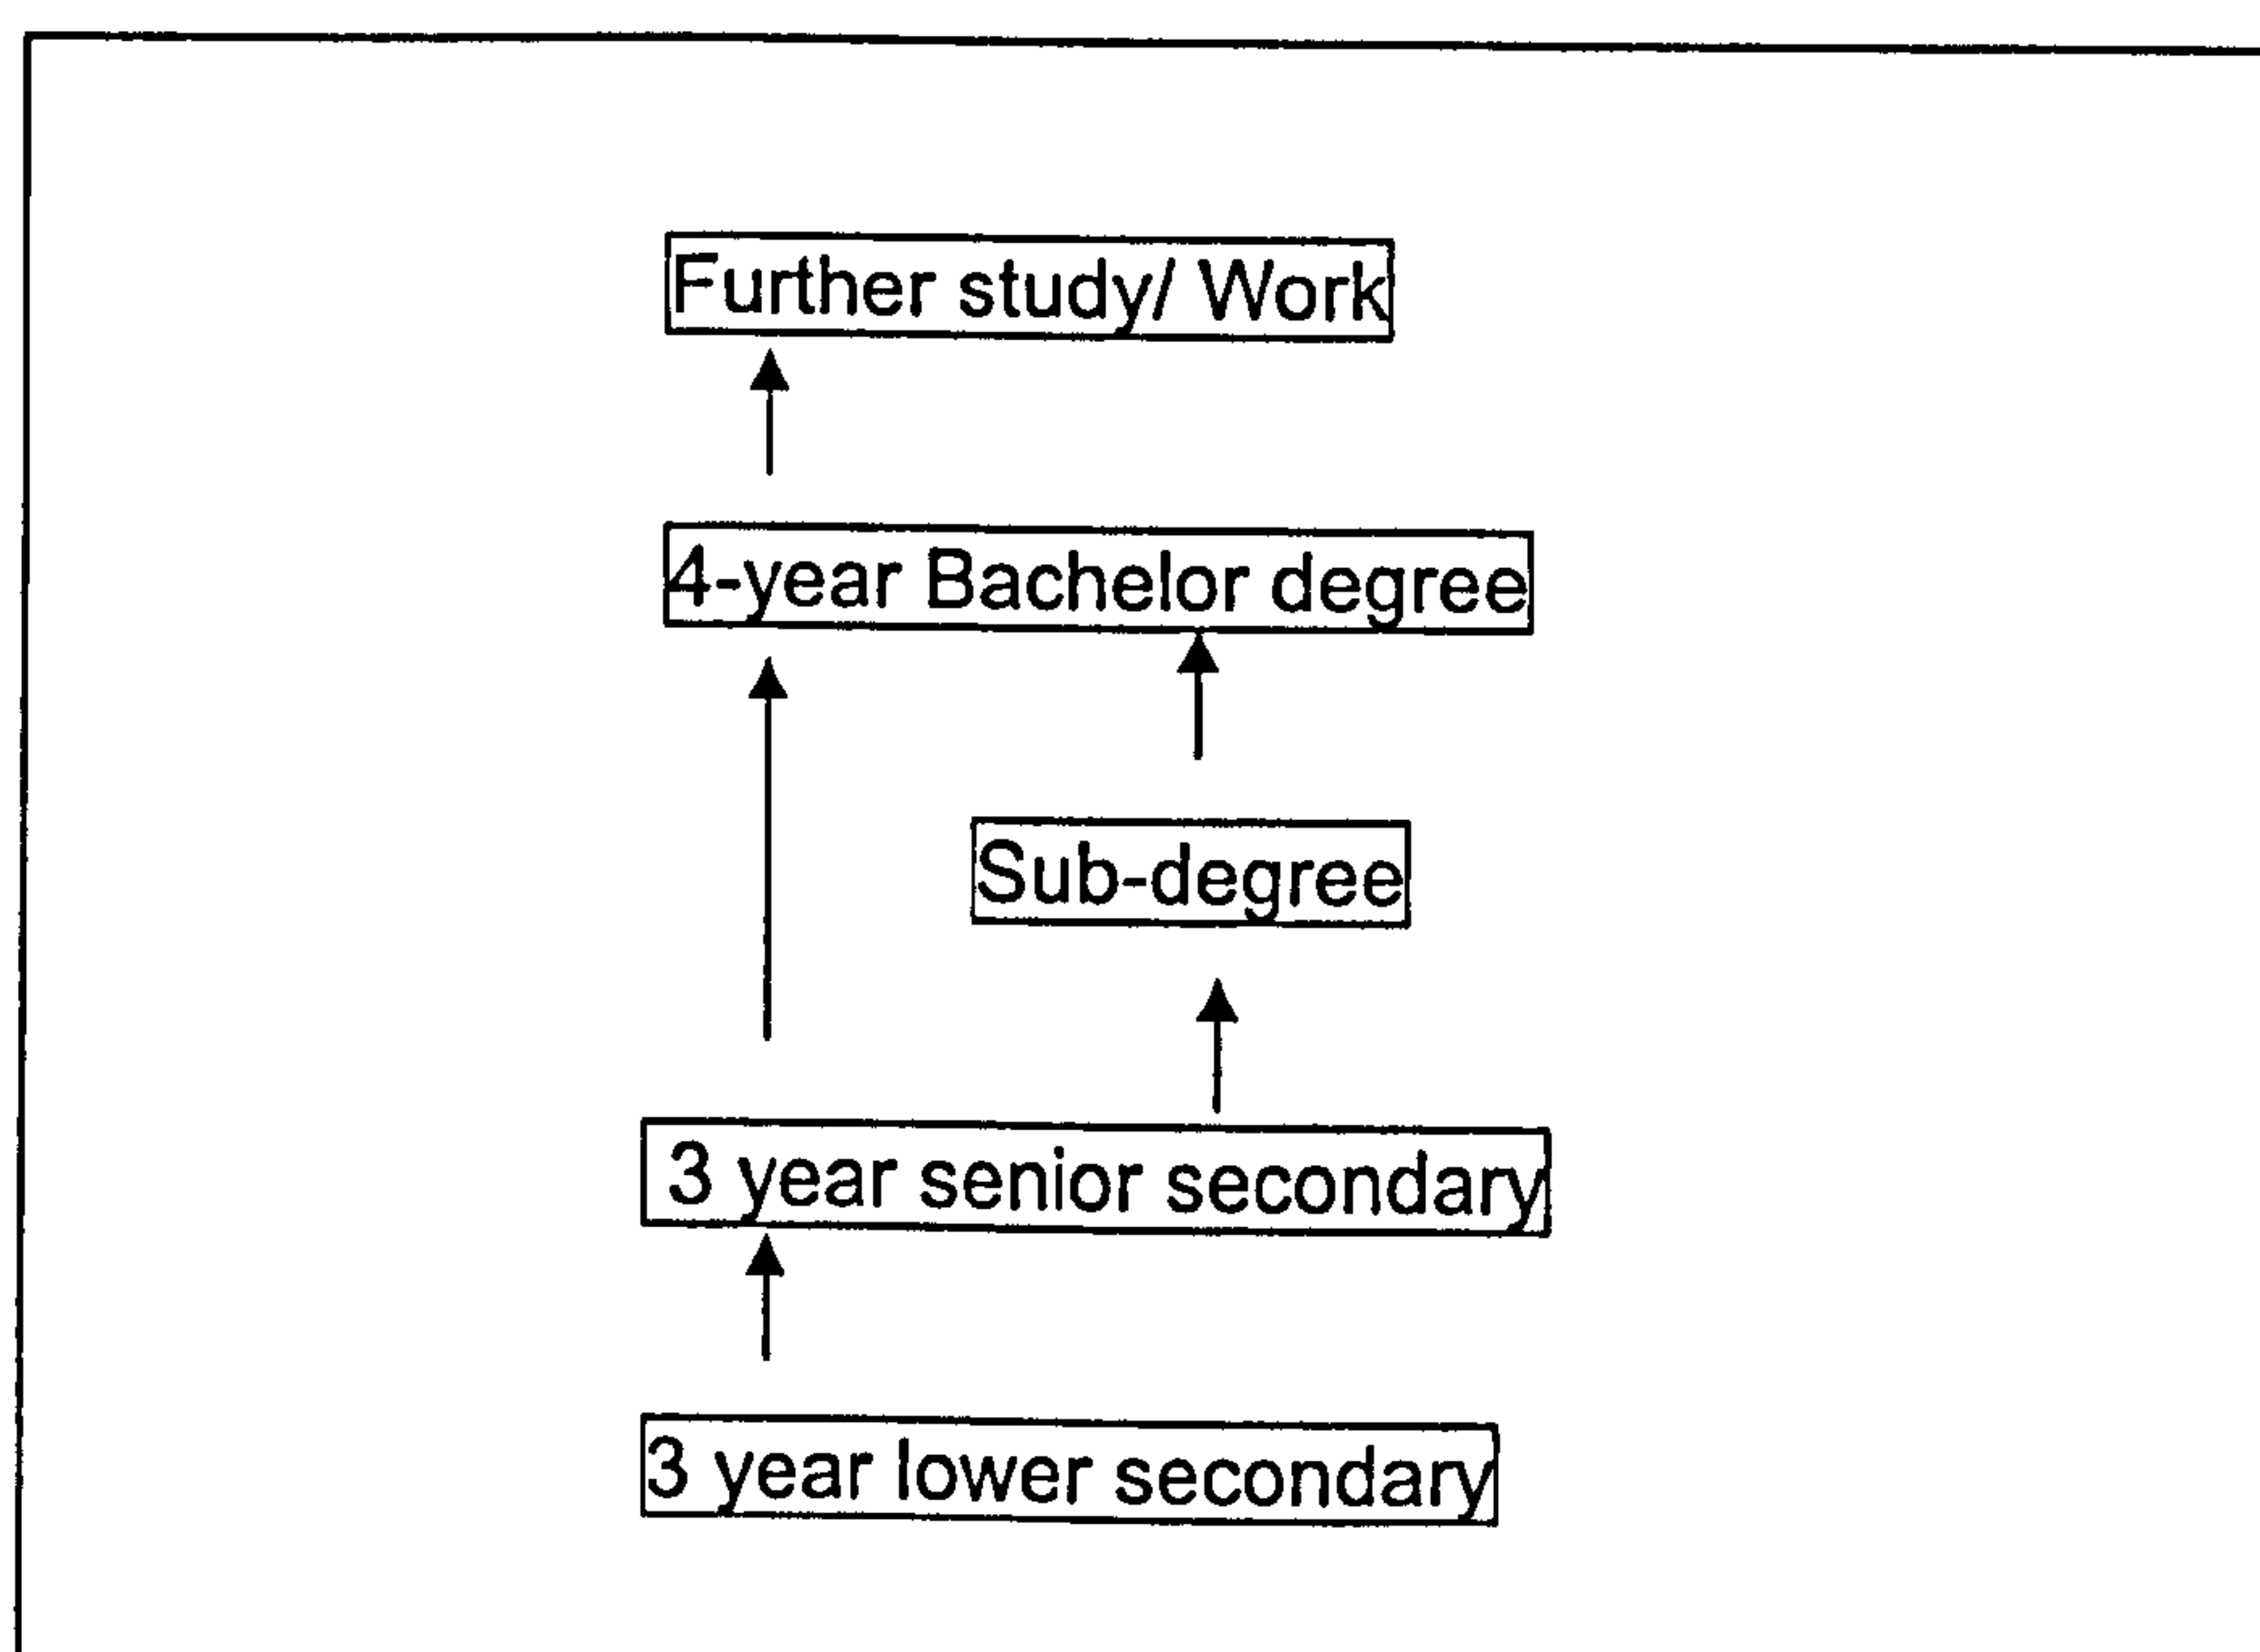 Further study/ Work
4-year Bachelor degree
Sub-degree
3 year senior secondary
3 year lower secondary